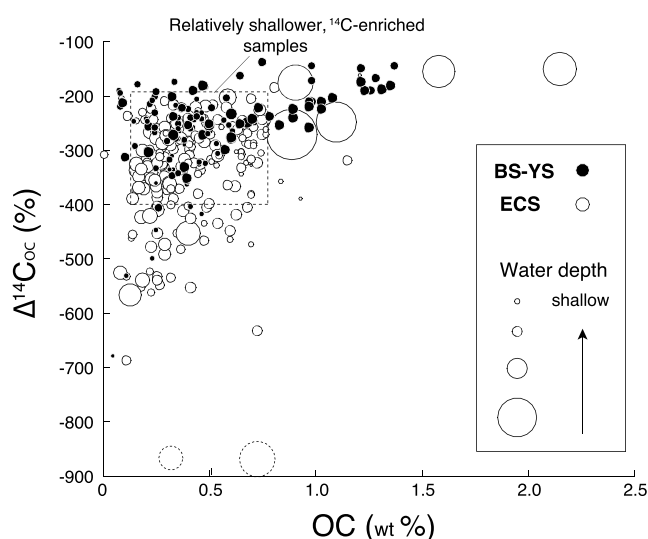 Relatively shallower, ¹⁴C-enriched
samples
-100
-200
-300
-400
-500
-600
-700
-800
-900
Δ¹⁴C_OC (%)
0
0.5
1.0
1.5
2.0
2.5
OC (wt %)
BS-YS
ECS
Water depth
shallow